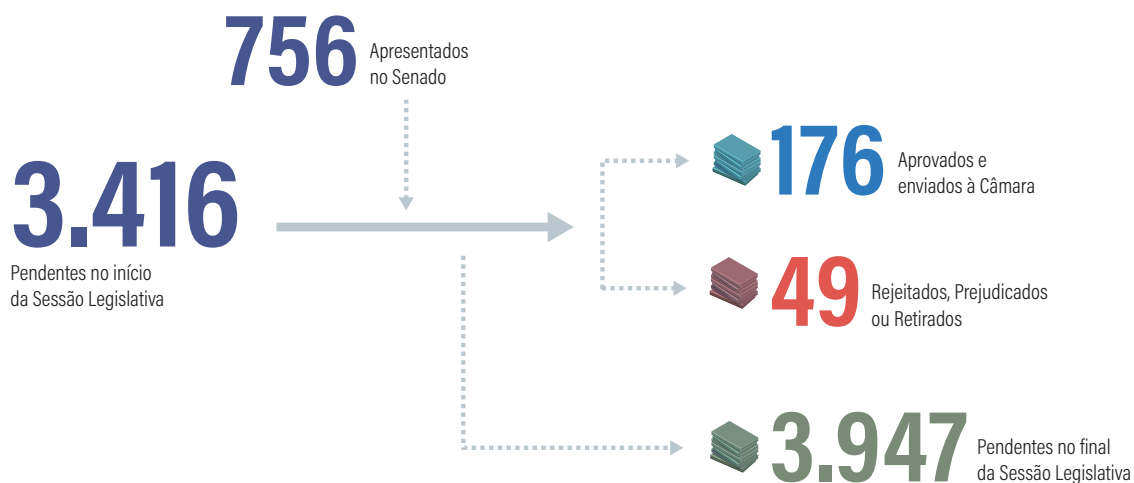 756
Apresentados
no Senado
3.416
Pendentes no início
da Sessão Legislativa
176
Aprovados e
enviados à Câmara
49
Rejeitados, Prejudicados
ou Retirados
3.947
Pendentes no final
da Sessão Legislativa